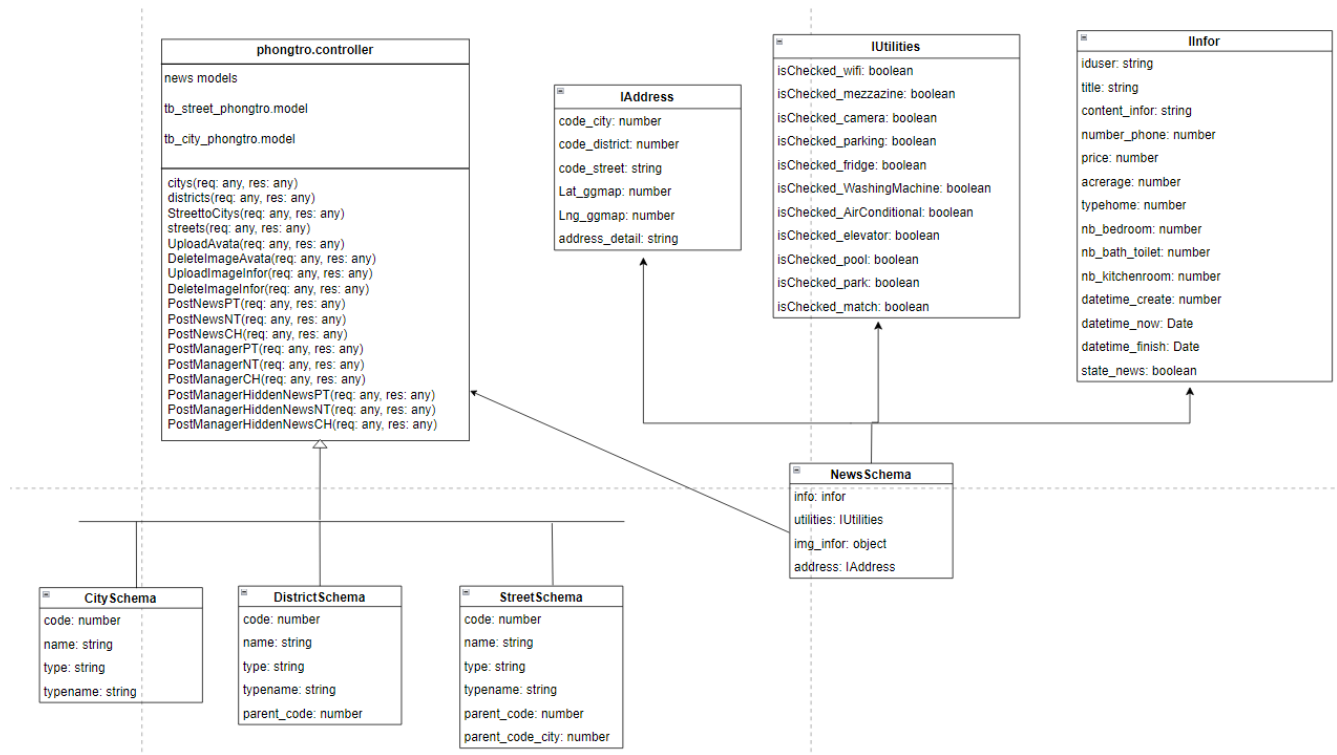 phongtro.controller
news models
tb_street_phongtro.model
tb_city_phongtro.model
citys(req: any, res: any)
districts(req: any, res: any)
StreettoCitys(req: any, res: any)
streets(req: any, res: any)
UploadAvata(req: any, res: any)
DeleteImageAvata(req: any, res: any)
UploadImageInfor(req: any, res: any)
DeleteImageInfor(req: any, res: any)
PostNewsPT(req: any, res: any)
PostNewsNT(req: any, res: any)
PostNewsCH(req: any, res: any)
PostManagerPT(req: any, res: any)
PostManagerNT(req: any, res: any)
PostManagerCH(req: any, res: any)
PostManagerHiddenNewsPT(req: any, res: any)
PostManagerHiddenNewsNT(req: any, res: any)
PostManagerHiddenNewsCH(req: any, res: any)
IAddress
code_city: number
code_district: number
code_street: string
Lat_ggmap: number
Lng_ggmap: number
address_detail: string
IUtilities
isChecked_wifi: boolean
isChecked_mezzazine: boolean
isChecked_camera: boolean
isChecked_parking: boolean
isChecked_fridge: boolean
isChecked_WashingMachine: boolean
isChecked_AirConditional: boolean
isChecked_elevator: boolean
isChecked_pool: boolean
isChecked_park: boolean
isChecked_match: boolean
IInfor
iduser: string
title: string
content_infor: string
number_phone: number
price: number
acrerage: number
typehome: number
nb_bedroom: number
nb_bath_toilet: number
nb_kitchenroom: number
datetime_create: number
datetime_now: Date
datetime_finish: Date
state_news: boolean
NewsSchema
info: infor
utilities: IUtilities
img_infor: object
address: IAddress
CitySchema
code: number
name: string
type: string
typename: string
DistrictSchema
code: number
name: string
type: string
typename: string
parent_code: number
StreetSchema
code: number
name: string
type: string
typename: string
parent_code: number
parent_code_city: number